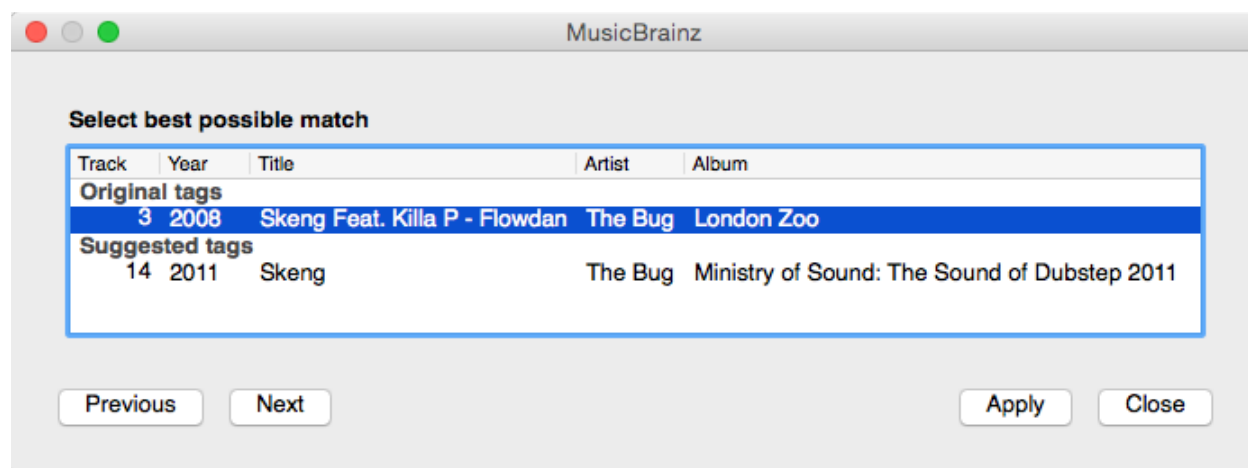 MusicBrainz
Select best possible match
Track Year Title Artist Album
Original tags
3 2008 Skeng Feat. Killa P - Flowdan The Bug London Zoo
Suggested tags
14 2011 Skeng The Bug Ministry of Sound: The Sound of Dubstep 2011
Previous Next Apply Close